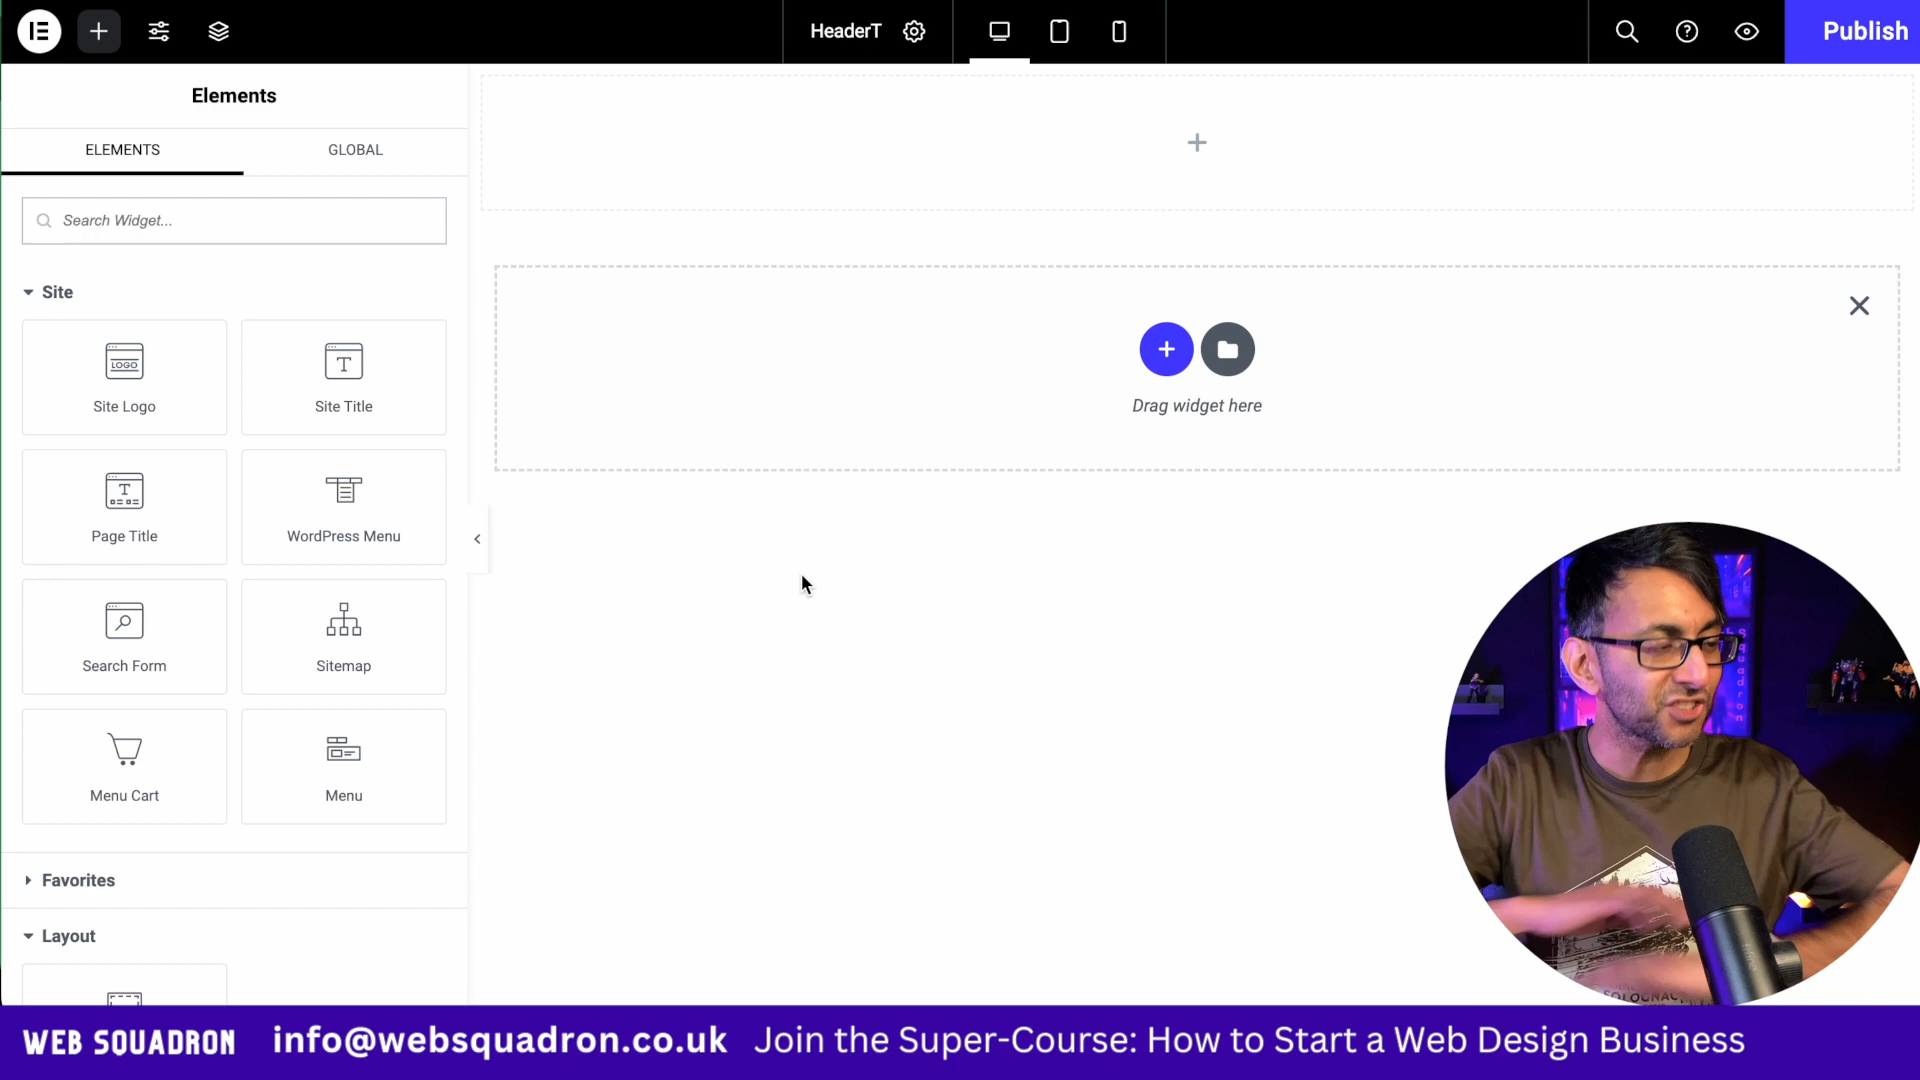 HeaderT
Publish
Elements
ELEMENTS
GLOBAL
Search Widget...
Site
LOGO
Site Logo
T
Site Title
T
Page Title
WordPress Menu
Search Form
Sitemap
Menu Cart
Menu
Favorites
Layout
Drag widget here
Squadron
WEB SQUADRON
info@websquadron.co.uk
Join the Super-Course: How to Start a Web Design Business